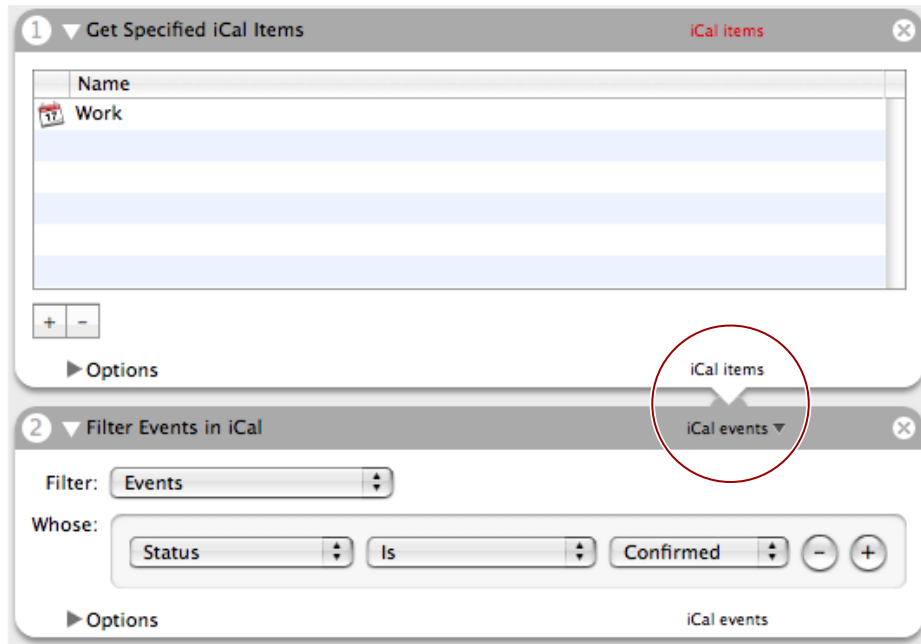 1 Get Specified iCal Items iCal items
Name
17 Work
+ -
Options iCal items
2 Filter Events in iCal iCal events
Filter: Events
Whose:
Status Is Confirmed - +
Options iCal events